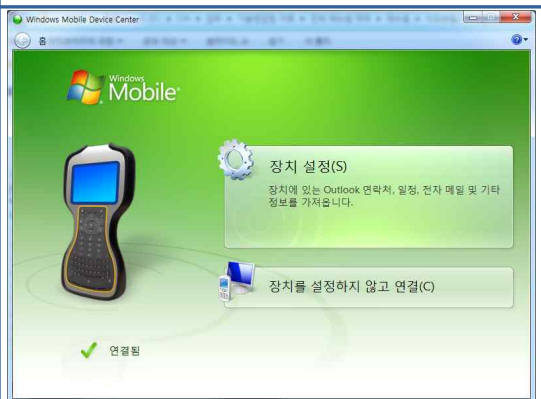 Windows Mobile Device Center
홈
Windows
Mobile
장치 설정(S)
장치에 있는 Outlook 연락처, 일정, 전자 메일 및 기타
정보를 가져옵니다.
장치를 설정하지 않고 연결(C)
연결됨